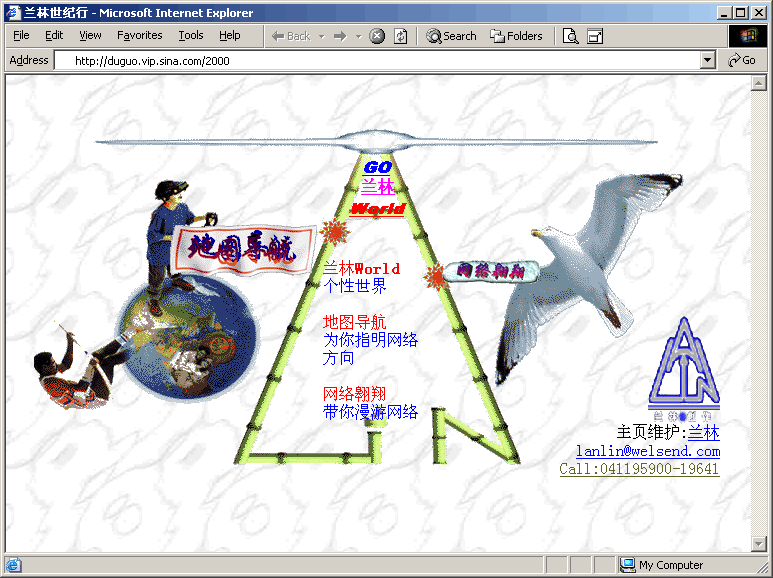 兰林世纪行 - Microsoft Internet Explorer
File Edit View Favorites Tools Help Back Search Folders
Address http://duguo.vip.sina.com/2000 Go
GO
兰林
World
地图导航
网络翱翔
兰林World
个性世界
地图导航
为你指明网络
方向
网络翱翔
带你漫游网络
主页维护:兰林
lanlin@welsend.com
Call:041195900-19641
My Computer